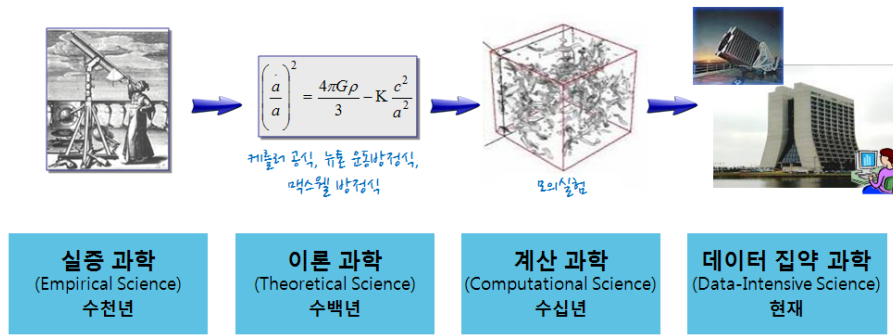 (ȧ/a)² = 4πGρ/3 − K c²/a²
케플러 공식, 뉴톤 운동방정식,
맥스웰 방정식
모의실험
실증 과학
(Empirical Science)
수천년
이론 과학
(Theoretical Science)
수백년
계산 과학
(Computational Science)
수십년
데이터 집약 과학
(Data-Intensive Science)
현재